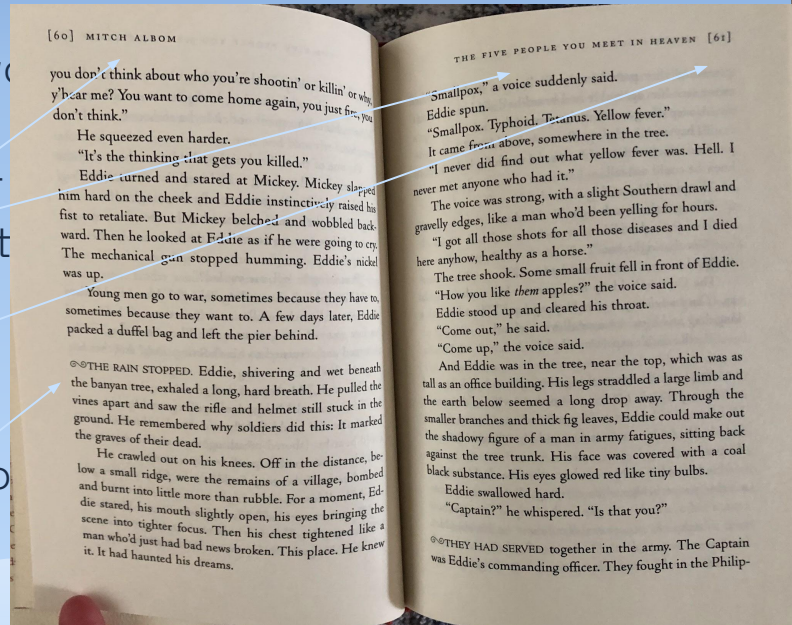 [60] MITCH ALBOM
you don't think about who you're shootin' or killin' or why,
y'hear me? You want to come home again, you just fire, you
don't think.”
He squeezed even harder.
“It's the thinking that gets you killed.”
Eddie turned and stared at Mickey. Mickey slapped
him hard on the cheek and Eddie instinctively raised his
fist to retaliate. But Mickey belched and wobbled back-
ward. Then he looked at Eddie as if he were going to cry.
The mechanical gun stopped humming. Eddie's nickel
was up.
Young men go to war, sometimes because they have to,
sometimes because they want to. A few days later, Eddie
packed a duffel bag and left the pier behind.
THE RAIN STOPPED. Eddie, shivering and wet beneath
the banyan tree, exhaled a long, hard breath. He pulled the
vines apart and saw the rifle and helmet still stuck in the
ground. He remembered why soldiers did this: It marked
the graves of their dead.
He crawled out on his knees. Off in the distance, be-
low a small ridge, were the remains of a village, bombed
and burnt into little more than rubble. For a moment, Ed-
die stared, his mouth slightly open, his eyes bringing the
scene into tighter focus. Then his chest tightened like a
man who'd just had bad news broken. This place. He knew
it. It had haunted his dreams.
THE FIVE PEOPLE YOU MEET IN HEAVEN [61]
“Smallpox,” a voice suddenly said.
Eddie spun.
“Smallpox. Typhoid. Tetanus. Yellow fever.”
It came from above, somewhere in the tree.
“I never did find out what yellow fever was. Hell. I
never met anyone who had it.”
The voice was strong, with a slight Southern drawl and
gravelly edges, like a man who'd been yelling for hours.
“I got all those shots for all those diseases and I died
here anyhow, healthy as a horse.”
The tree shook. Some small fruit fell in front of Eddie.
“How you like them apples?” the voice said.
Eddie stood up and cleared his throat.
“Come out,” he said.
“Come up,” the voice said.
And Eddie was in the tree, near the top, which was as
tall as an office building. His legs straddled a large limb and
the earth below seemed a long drop away. Through the
smaller branches and thick fig leaves, Eddie could make out
the shadowy figure of a man in army fatigues, sitting back
against the tree trunk. His face was covered with a coal
black substance. His eyes glowed red like tiny bulbs.
Eddie swallowed hard.
“Captain?” he whispered. “Is that you?”
THEY HAD SERVED together in the army. The Captain
was Eddie's commanding officer. They fought in the Philip-